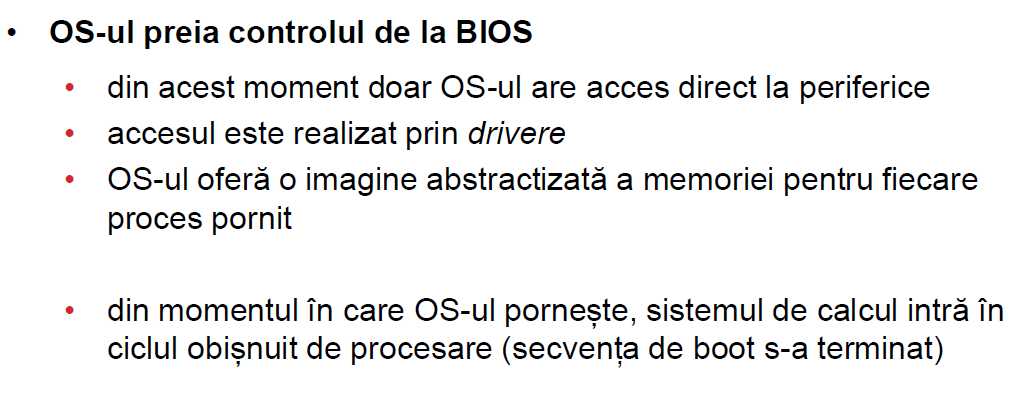 • OS-ul preia controlul de la BIOS
• din acest moment doar OS-ul are acces direct la periferice
• accesul este realizat prin drivere
• OS-ul oferă o imagine abstractizată a memoriei pentru fiecare
proces pornit
• din momentul în care OS-ul pornește, sistemul de calcul intră în
ciclul obișnuit de procesare (secvența de boot s-a terminat)